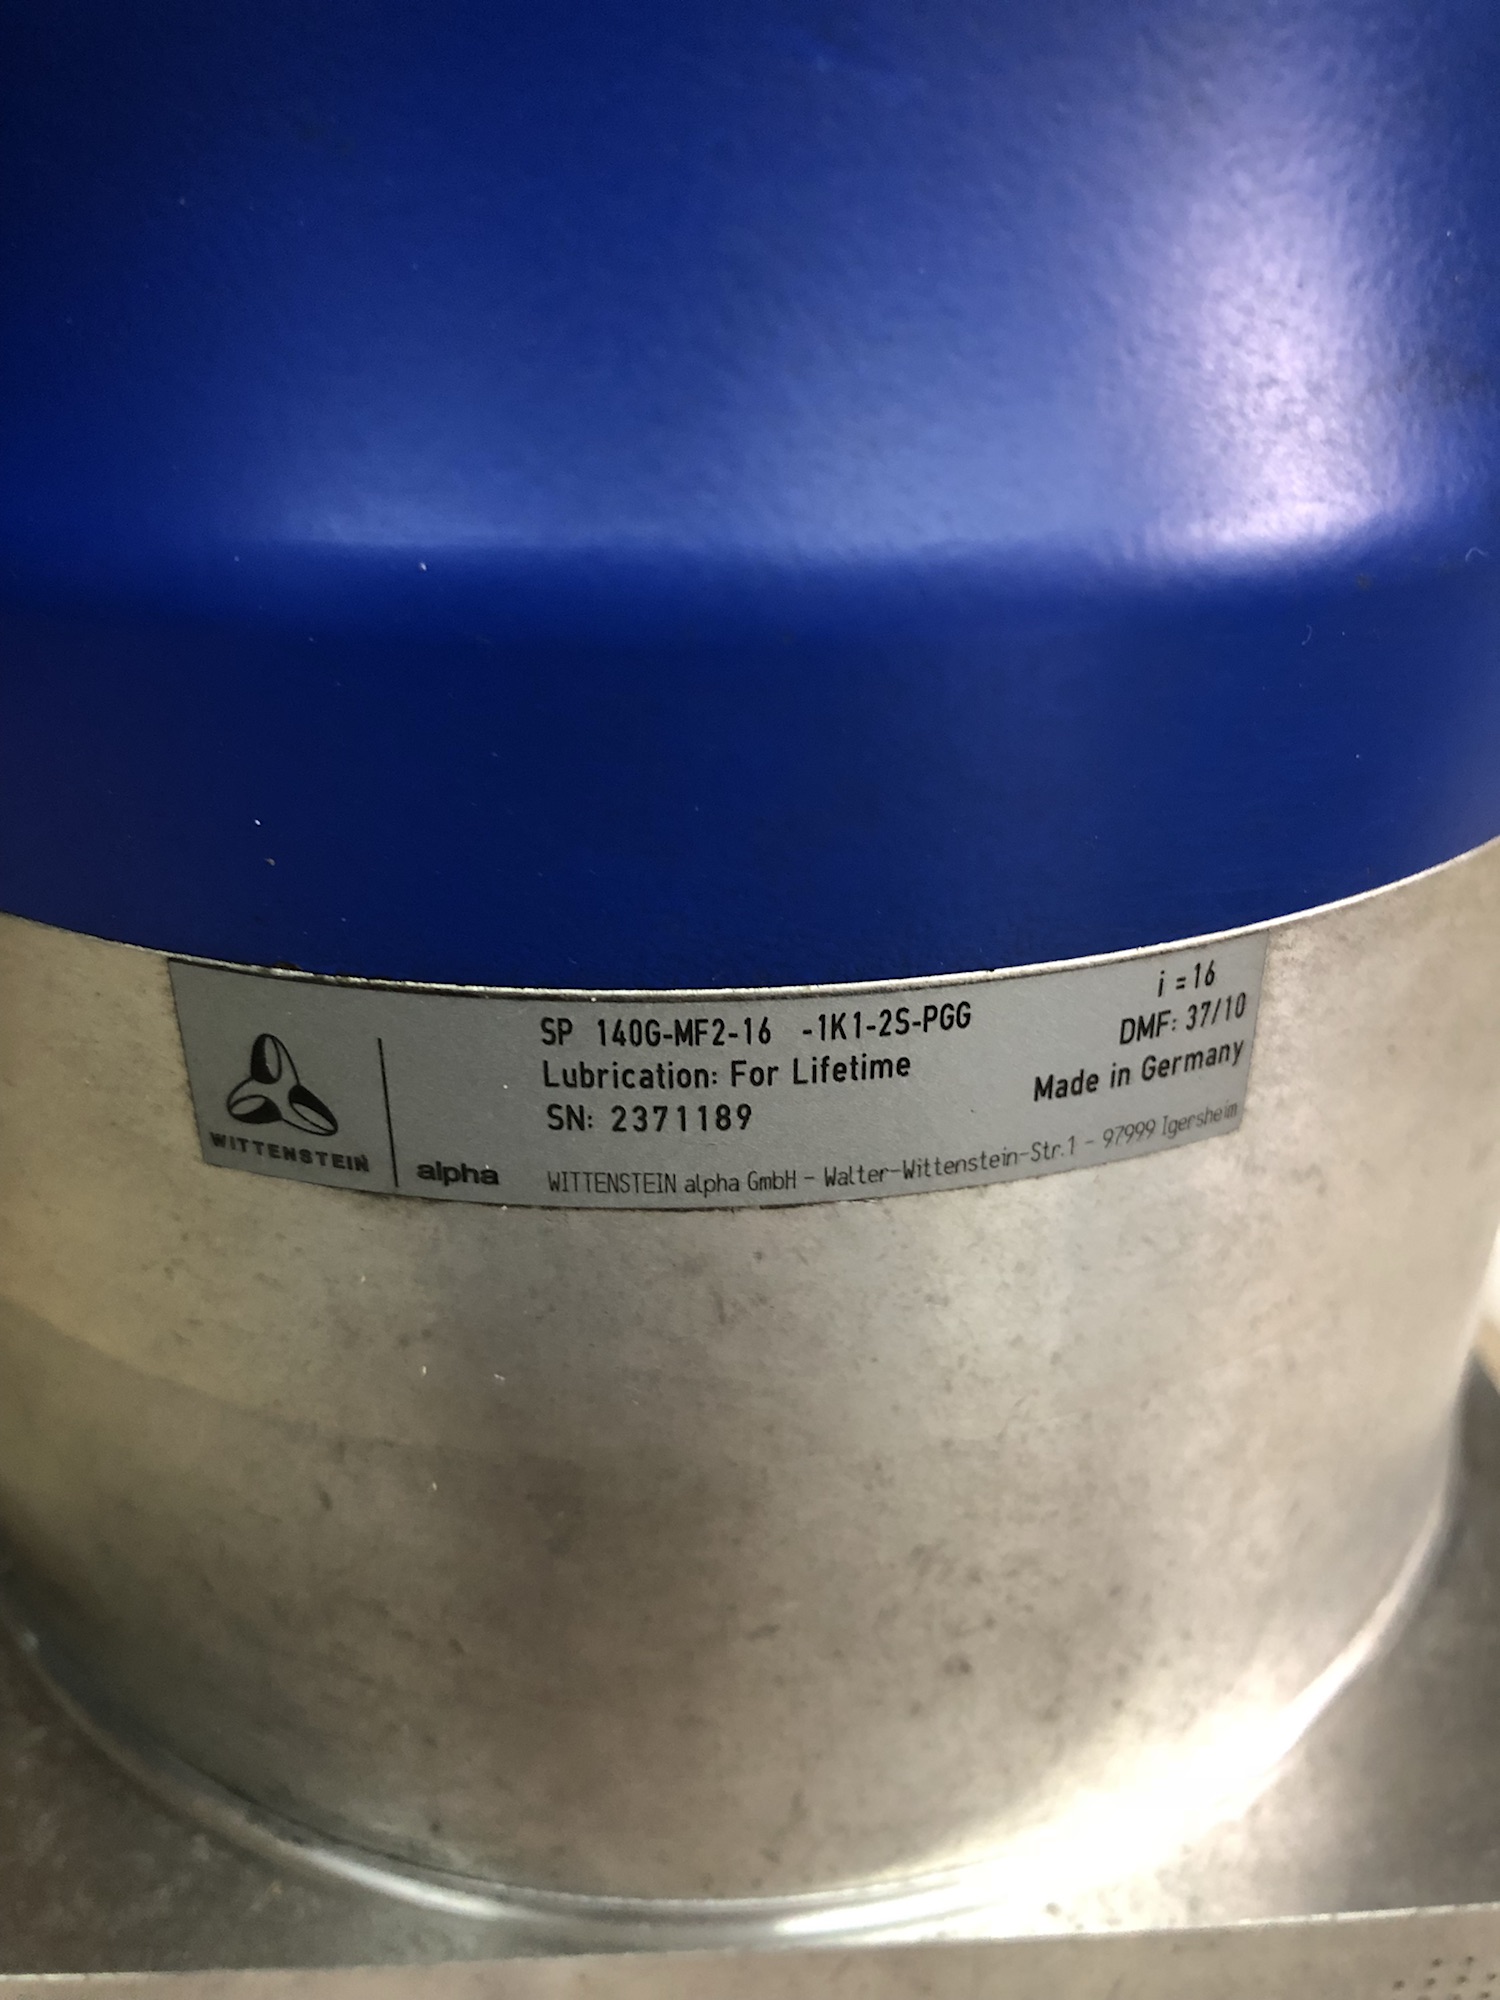 WITTENSTEIN
alpha
SP 140G-MF2-16 -1K1-2S-PGG
Lubrication: For Lifetime
SN: 2371189
i =16
DMF: 37/10
Made in Germany
WITTENSTEIN alpha GmbH - Walter-Wittenstein-Str.1 - 97999 Igersheim